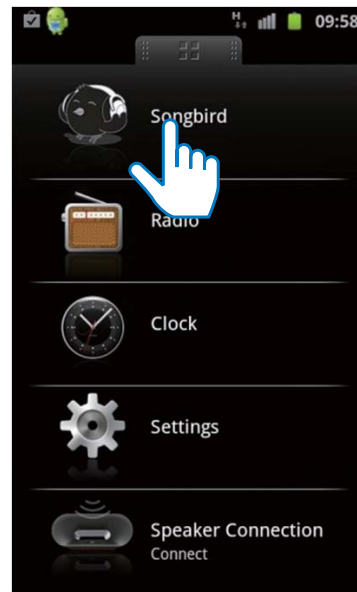 H 09:58
Songbird
Radio
Clock
Settings
Speaker Connection
Connect